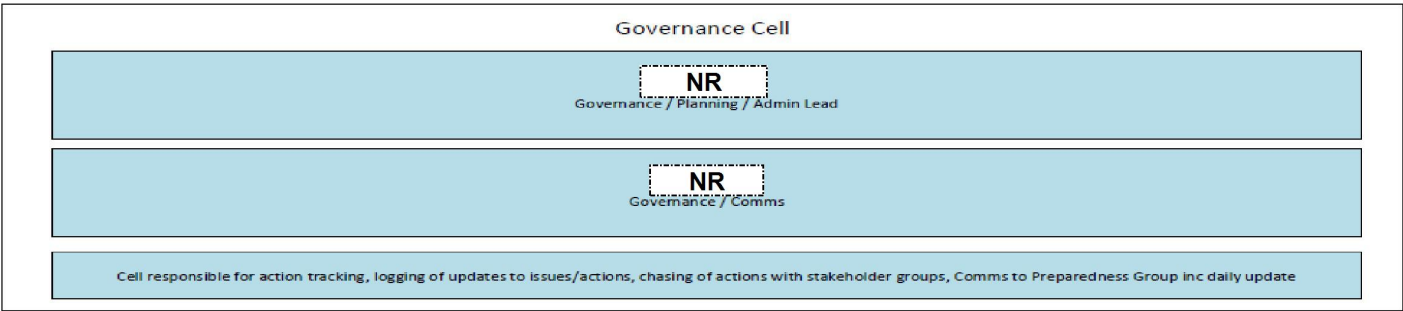 Governance Cell
NR
Governance / Planning / Admin Lead
NR
Governance / Comms
Cell responsible for action tracking, logging of updates to issues/actions, chasing of actions with stakeholder groups, Comms to Preparedness Group inc daily update